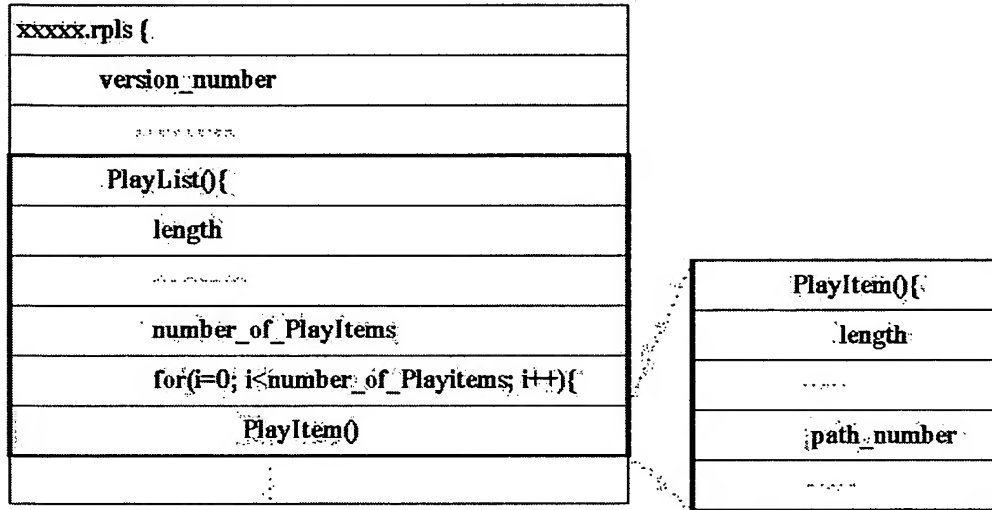 xxxxx.rpls {
version_number
..........
PlayList(){
length
..........
number_of_PlayItems
for(i=0; i<number_of_Playitems; i++){
PlayItem()
PlayItem(){
length
.....
path_number
.....